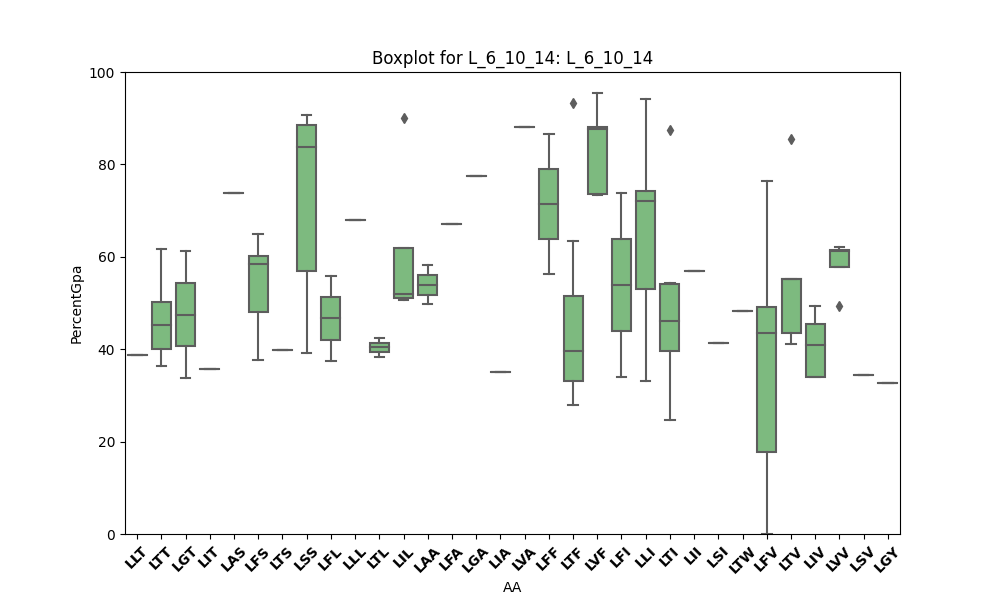 Boxplot for L_6_10_14: L_6_10_14
PercentGpa
100
80
60
40
20
0
LLT LTT LGT LIT LAS LFS LTS LSS LFL LLL LTL LIL LAA LFA LGA LIA LVA LFF LTF LVF LFI LLI LTI LII LSI LTW LFV LTV LIV LVV LSV LGY
AA